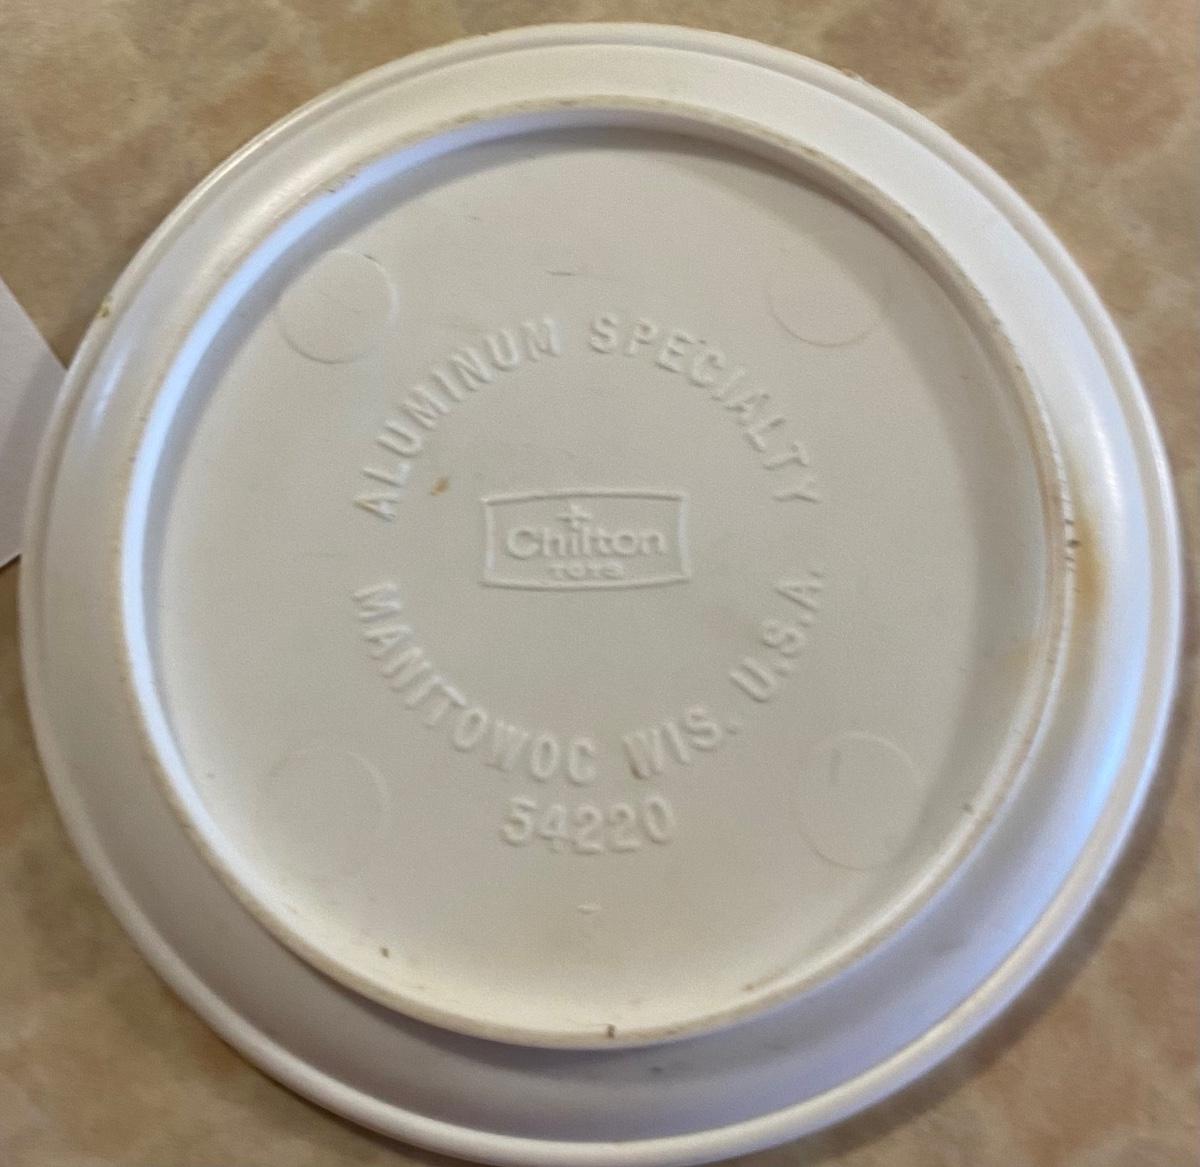 ALUMINUM SPECIALTY
Chilton
TOYS
MANITOWOC WIS. U.S.A.
54220